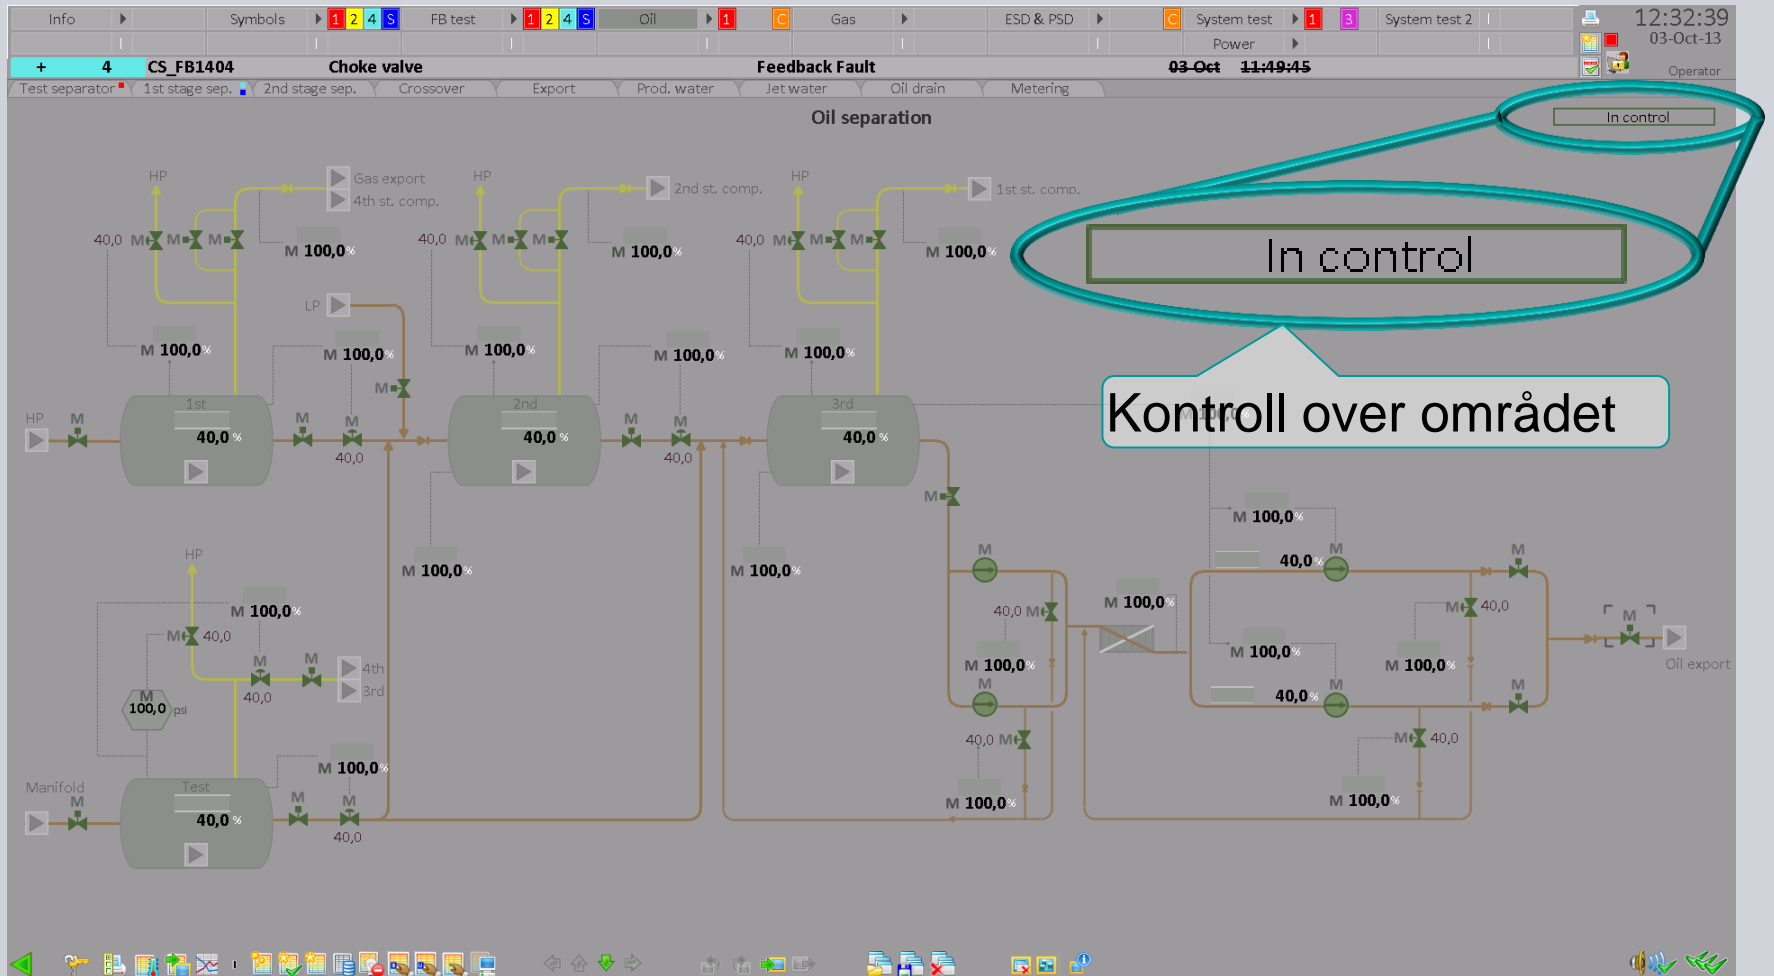 Info Symbols 1 2 4 S FB test 1 2 4 S Oil 1 C Gas ESD & PSD C System test 1 3 System test 2 12:32:39
Power 03-Oct-13
+ 4 CS_FB1404 Choke valve Feedback Fault 03 Oct 11:49:45 Operator
Test separator 1st stage sep. 2nd stage sep. Crossover Export Prod. water Jet water Oil drain Metering
Oil separation In control
HP Gas export HP HP
4th st. comp. 2nd st. comp. 1st st. comp.
40,0 M M M M 100,0% 40,0 M M M M 100,0% 40,0 M M M M 100,0%
In control
LP
M 100,0% M 100,0% M 100,0% M 100,0% M 100,0%
M
Kontroll over området
1st 2nd 3rd M 100,0%
HP M M M M M
40,0 % 40,0 % 40,0 %
40,0 40,0
M
M 100,0%
M 100,0% M 100,0%
HP M 40,0% M M
M 100,0% 40,0 M M 100,0% M 40,0 M
M 40,0
M M 4th M 100,0% M 100,0% M 100,0% Oil export
40,0 3rd M M M
M 100,0 psi 40,0%
40,0 M M 40,0
M 100,0%
Manifold Test M 100,0% M 100,0%
M M M
40,0 %
40,0